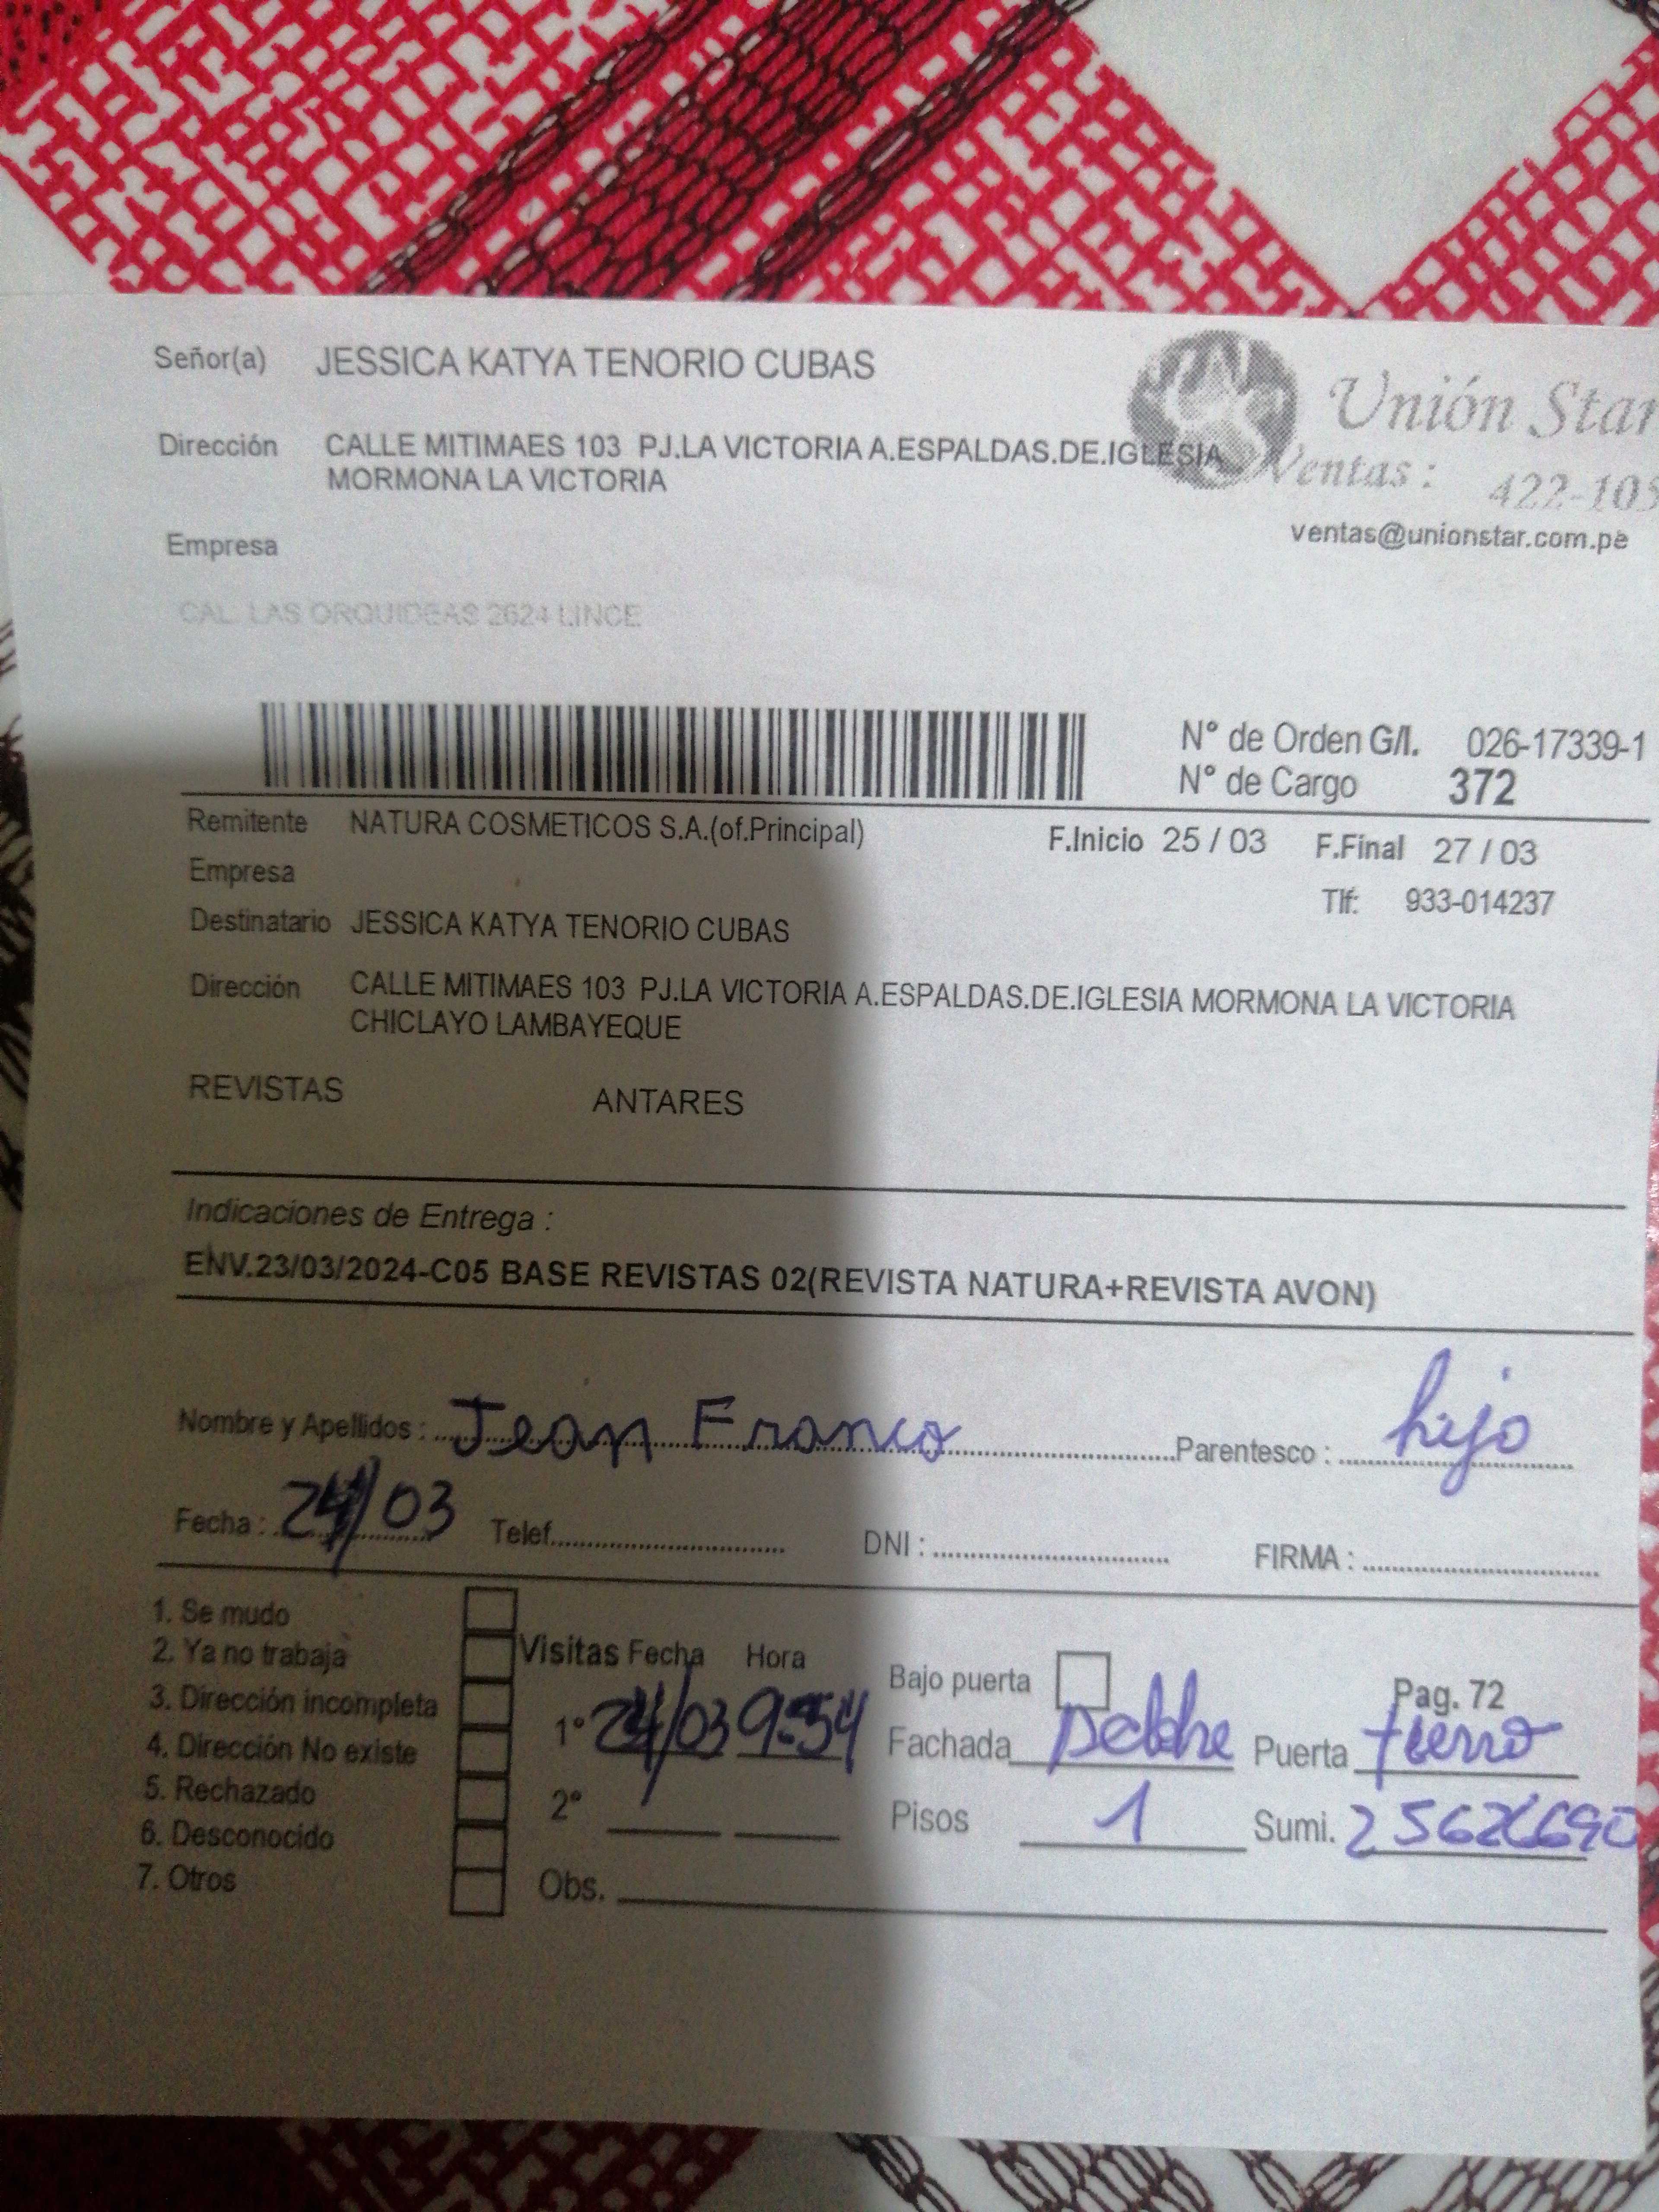 Señor(a) JESSICA KATYA TENORIO CUBAS
Unión Star
Dirección CALLE MITIMAES 103 PJ.LA VICTORIA A.ESPALDAS.DE.IGLESIA
MORMONA LA VICTORIA
Ventas : 422-105
ventas@unionstar.com.pe
Empresa
CAL. LAS ORQUIDEAS 2624 LINCE
N° de Orden G/I. 026-17339-1
N° de Cargo 372
Remitente NATURA COSMETICOS S.A.(of.Principal) F.Inicio 25 / 03 F.Final 27 / 03
Empresa
Tlf: 933-014237
Destinatario JESSICA KATYA TENORIO CUBAS
Dirección CALLE MITIMAES 103 PJ.LA VICTORIA A.ESPALDAS.DE.IGLESIA MORMONA LA VICTORIA
CHICLAYO LAMBAYEQUE
REVISTAS ANTARES
Indicaciones de Entrega :
ENV.23/03/2024-C05 BASE REVISTAS 02(REVISTA NATURA+REVISTA AVON)
Nombre y Apellidos : Jean Franco Parentesco : hijo
Fecha : 24/03 Telef. DNI : FIRMA :
1. Se mudo
2. Ya no trabaja
3. Dirección incompleta
4. Dirección No existe
5. Rechazado
6. Desconocido
7. Otros
Visitas Fecha Hora
1° 24/03 9:54
2°
Obs.
Bajo puerta Pag. 72
Fachada Puerta fierro
Pisos 1 Sumi.